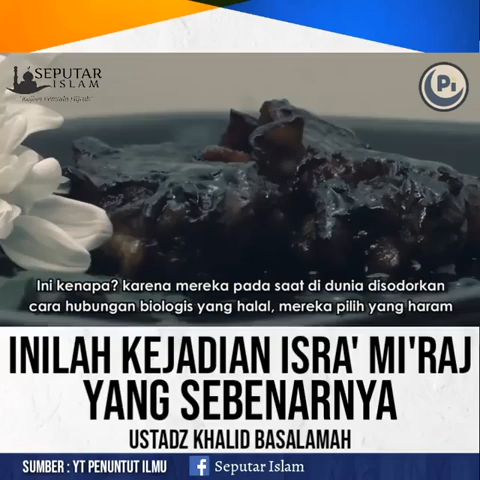 SEPUTAR
ISLAM
Pi
Ini kenapa? karena mereka pada saat di dunia disodorkan
cara hubungan biologis yang halal, mereka pilih yang haram
INILAH KEJADIAN ISRA' MI'RAJ
YANG SEBENARNYA
USTADZ KHALID BASALAMAH
SUMBER : YT PENUNTUT ILMU
f Seputar Islam